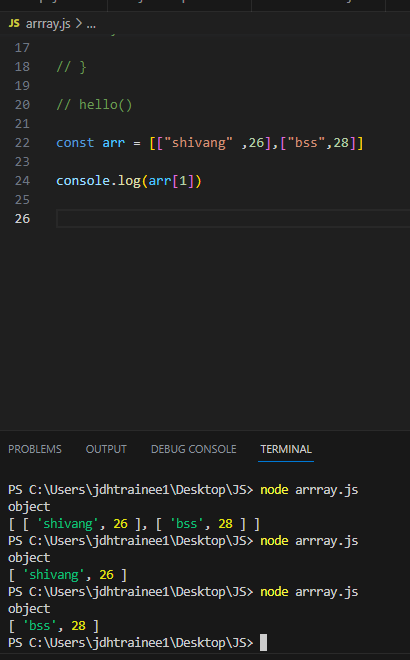 JS arrray.js > ...
17
18 // }
19
20 // hello()
21
22 const arr = [["shivang" ,26],["bss",28]]
23
24 console.log(arr[1])
25
26
PROBLEMS OUTPUT DEBUG CONSOLE TERMINAL
PS C:\Users\jdhtrainee1\Desktop\JS> node arrray.js
object
[ [ 'shivang', 26 ], [ 'bss', 28 ] ]
PS C:\Users\jdhtrainee1\Desktop\JS> node arrray.js
object
[ 'shivang', 26 ]
PS C:\Users\jdhtrainee1\Desktop\JS> node arrray.js
object
[ 'bss', 28 ]
PS C:\Users\jdhtrainee1\Desktop\JS>